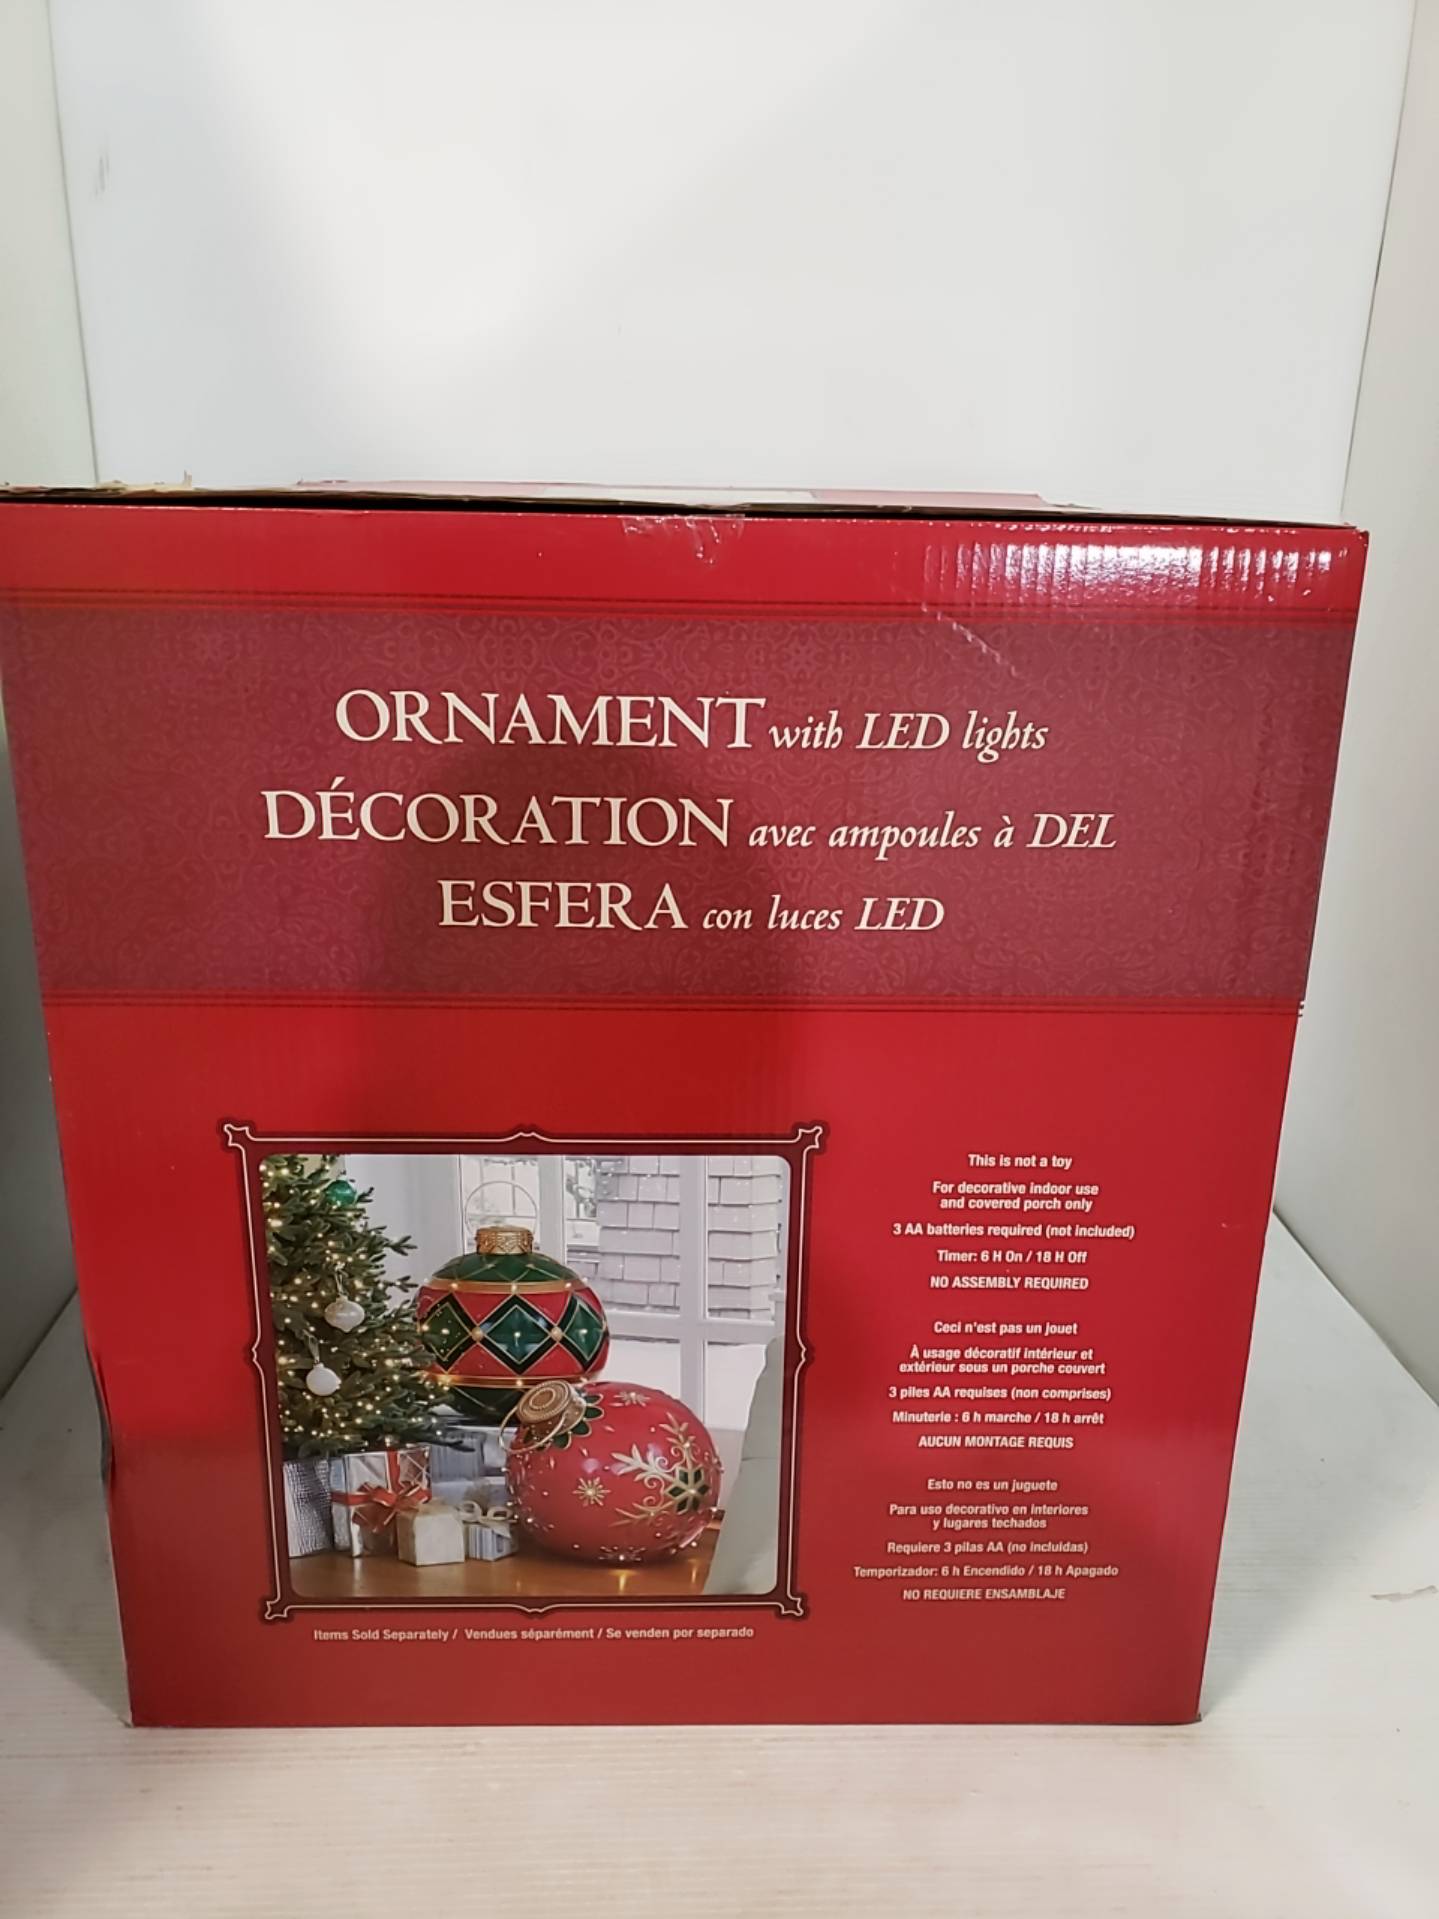 ORNAMENT with LED lights
DÉCORATION avec ampoules à DEL
ESFERA con luces LED
This is not a toy
For decorative indoor use
and covered porch only
3 AA batteries required (not included)
Timer: 6 H On / 18 H Off
NO ASSEMBLY REQUIRED
Ceci n'est pas un jouet
À usage décoratif intérieur et
extérieur sous un porche couvert
3 piles AA requises (non comprises)
Minuterie : 6 h marche / 18 h arrêt
AUCUN MONTAGE REQUIS
Esto no es un juguete
Para uso decorativo en interiores
y lugares techados
Requiere 3 pilas AA (no incluidas)
Temporizador: 6 h Encendido / 18 h Apagado
NO REQUIERE ENSAMBLAJE
Items Sold Separately / Vendues séparément / Se venden por separado